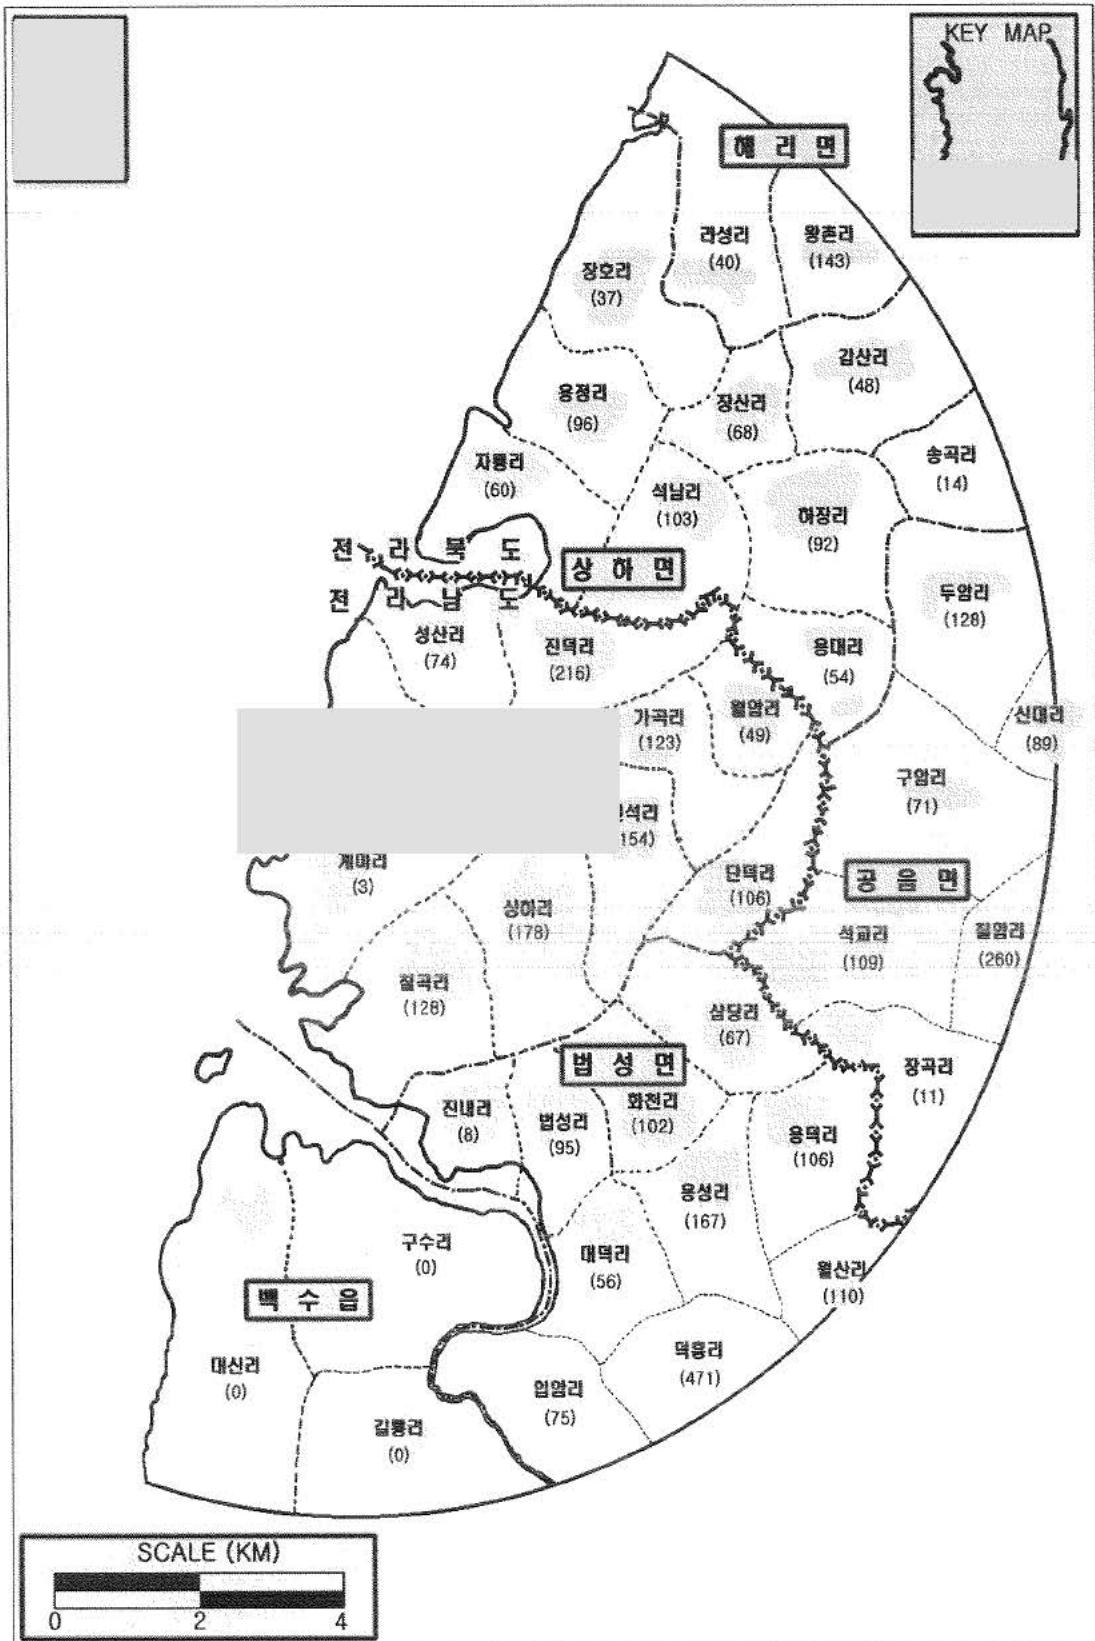 KEY MAP
해 리 면
라성리
(40)
왕촌리
(143)
장호리
(37)
감산리
(48)
용정리
(96)
장산리
(68)
송곡리
(14)
자룡리
(60)
석남리
(103)
하장리
(92)
전 라 북 도
상 하 면
전 라 남 도
두암리
(128)
성산리
(74)
진덕리
(216)
용대리
(54)
가곡리
(123)
월암리
(49)
신대리
(89)
구암리
(71)
석리
154)
계마리
(3)
단덕리
(106)
공 음 면
상하리
(178)
석교리
(109)
칠암리
(260)
칠곡리
(128)
삼당리
(67)
법 성 면
장곡리
(11)
진내리
(8)
법성리
(95)
화천리
(102)
용덕리
(106)
용성리
(167)
구수리
(0)
대덕리
(56)
월산리
(110)
백 수 읍
대신리
(0)
덕흥리
(471)
입암리
(75)
길룡리
(0)
SCALE (KM)
0 2 4